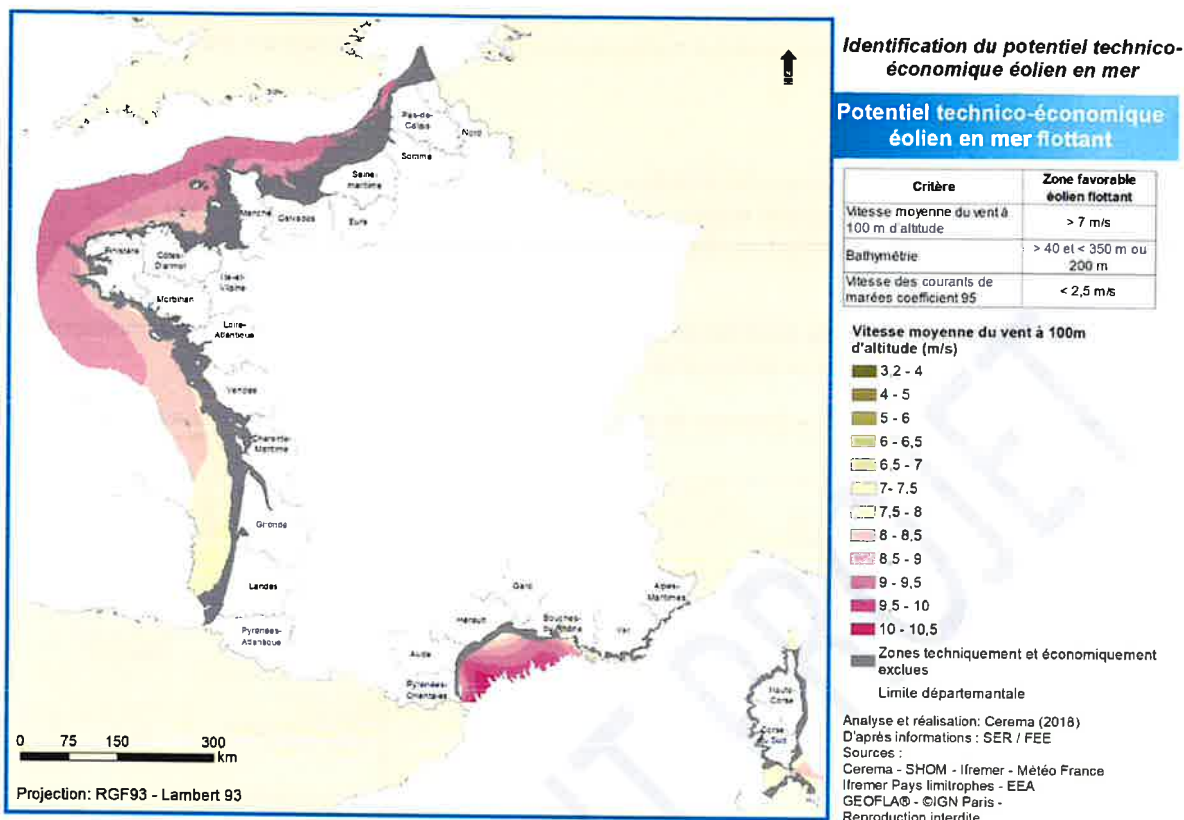 Identification du potentiel technico-
économique éolien en mer
Potentiel technico-économique
éolien en mer flottant
Critère
Zone favorable
éolien flottant
Vitesse moyenne du vent à
100 m d'altitude
> 7 m/s
Bathymétrie
> 40 et < 350 m ou
200 m
Vitesse des courants de
marées coefficient 95
< 2,5 m/s
Vitesse moyenne du vent à 100m
d'altitude (m/s)
3,2 - 4
4 - 5
5 - 6
6 - 6,5
6,5 - 7
7- 7,5
7,5 - 8
8 - 8,5
8,5 - 9
9 - 9,5
9,5 - 10
10 - 10,5
Zones techniquement et économiquement
exclues
Limite départemantale
Analyse et réalisation: Cerema (2018)
D'après informations : SER / FEE
Sources :
Cerema - SHOM - Ifremer - Météo France
Ifremer Pays limitrophes - EEA
GEOFLA® - ©IGN Paris -
Reproduction interdite
Pas-de-
Calais
Nord
Somme
Seine-
maritime
Eure
Calvados
Manche
Finistère
Côtes-
D'armor
Ille-et-
Vilaine
Morbihan
Loire-
Atlantique
Vendée
Charente-
Maritime
Gironde
Landes
Pyrénées-
Atlantique
Gard
Hérault
Bouches-
du-Rhône
Var
Alpes-
Maritimes
Aude
Pyrénées-
Orientales
Haute-
Corse
Corse
du Sud
0 75 150 300
km
Projection: RGF93 - Lambert 93
PROJET